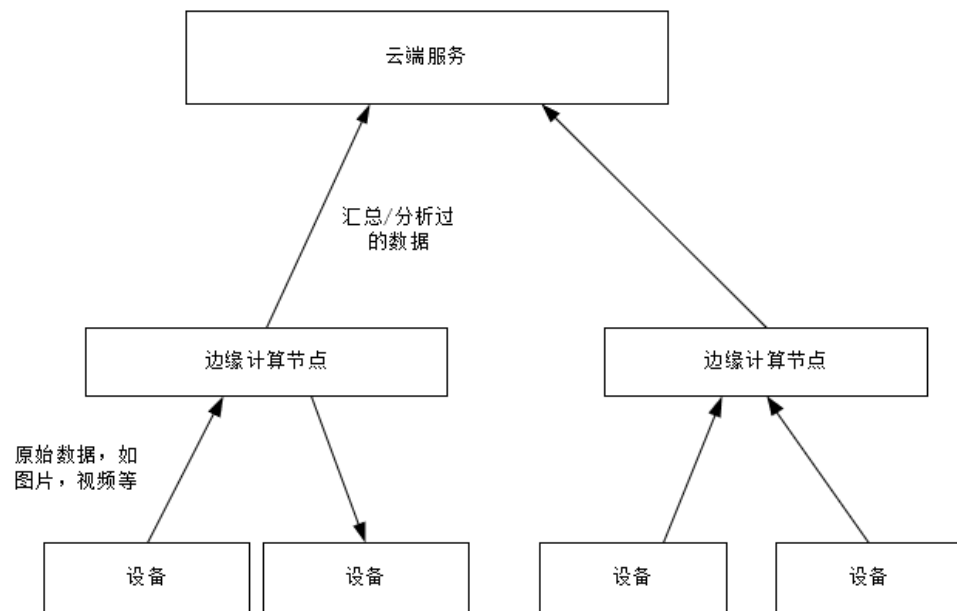 云端服务
汇总/分析过
的数据
边缘计算节点
边缘计算节点
原始数据，如
图片，视频等
设备
设备
设备
设备